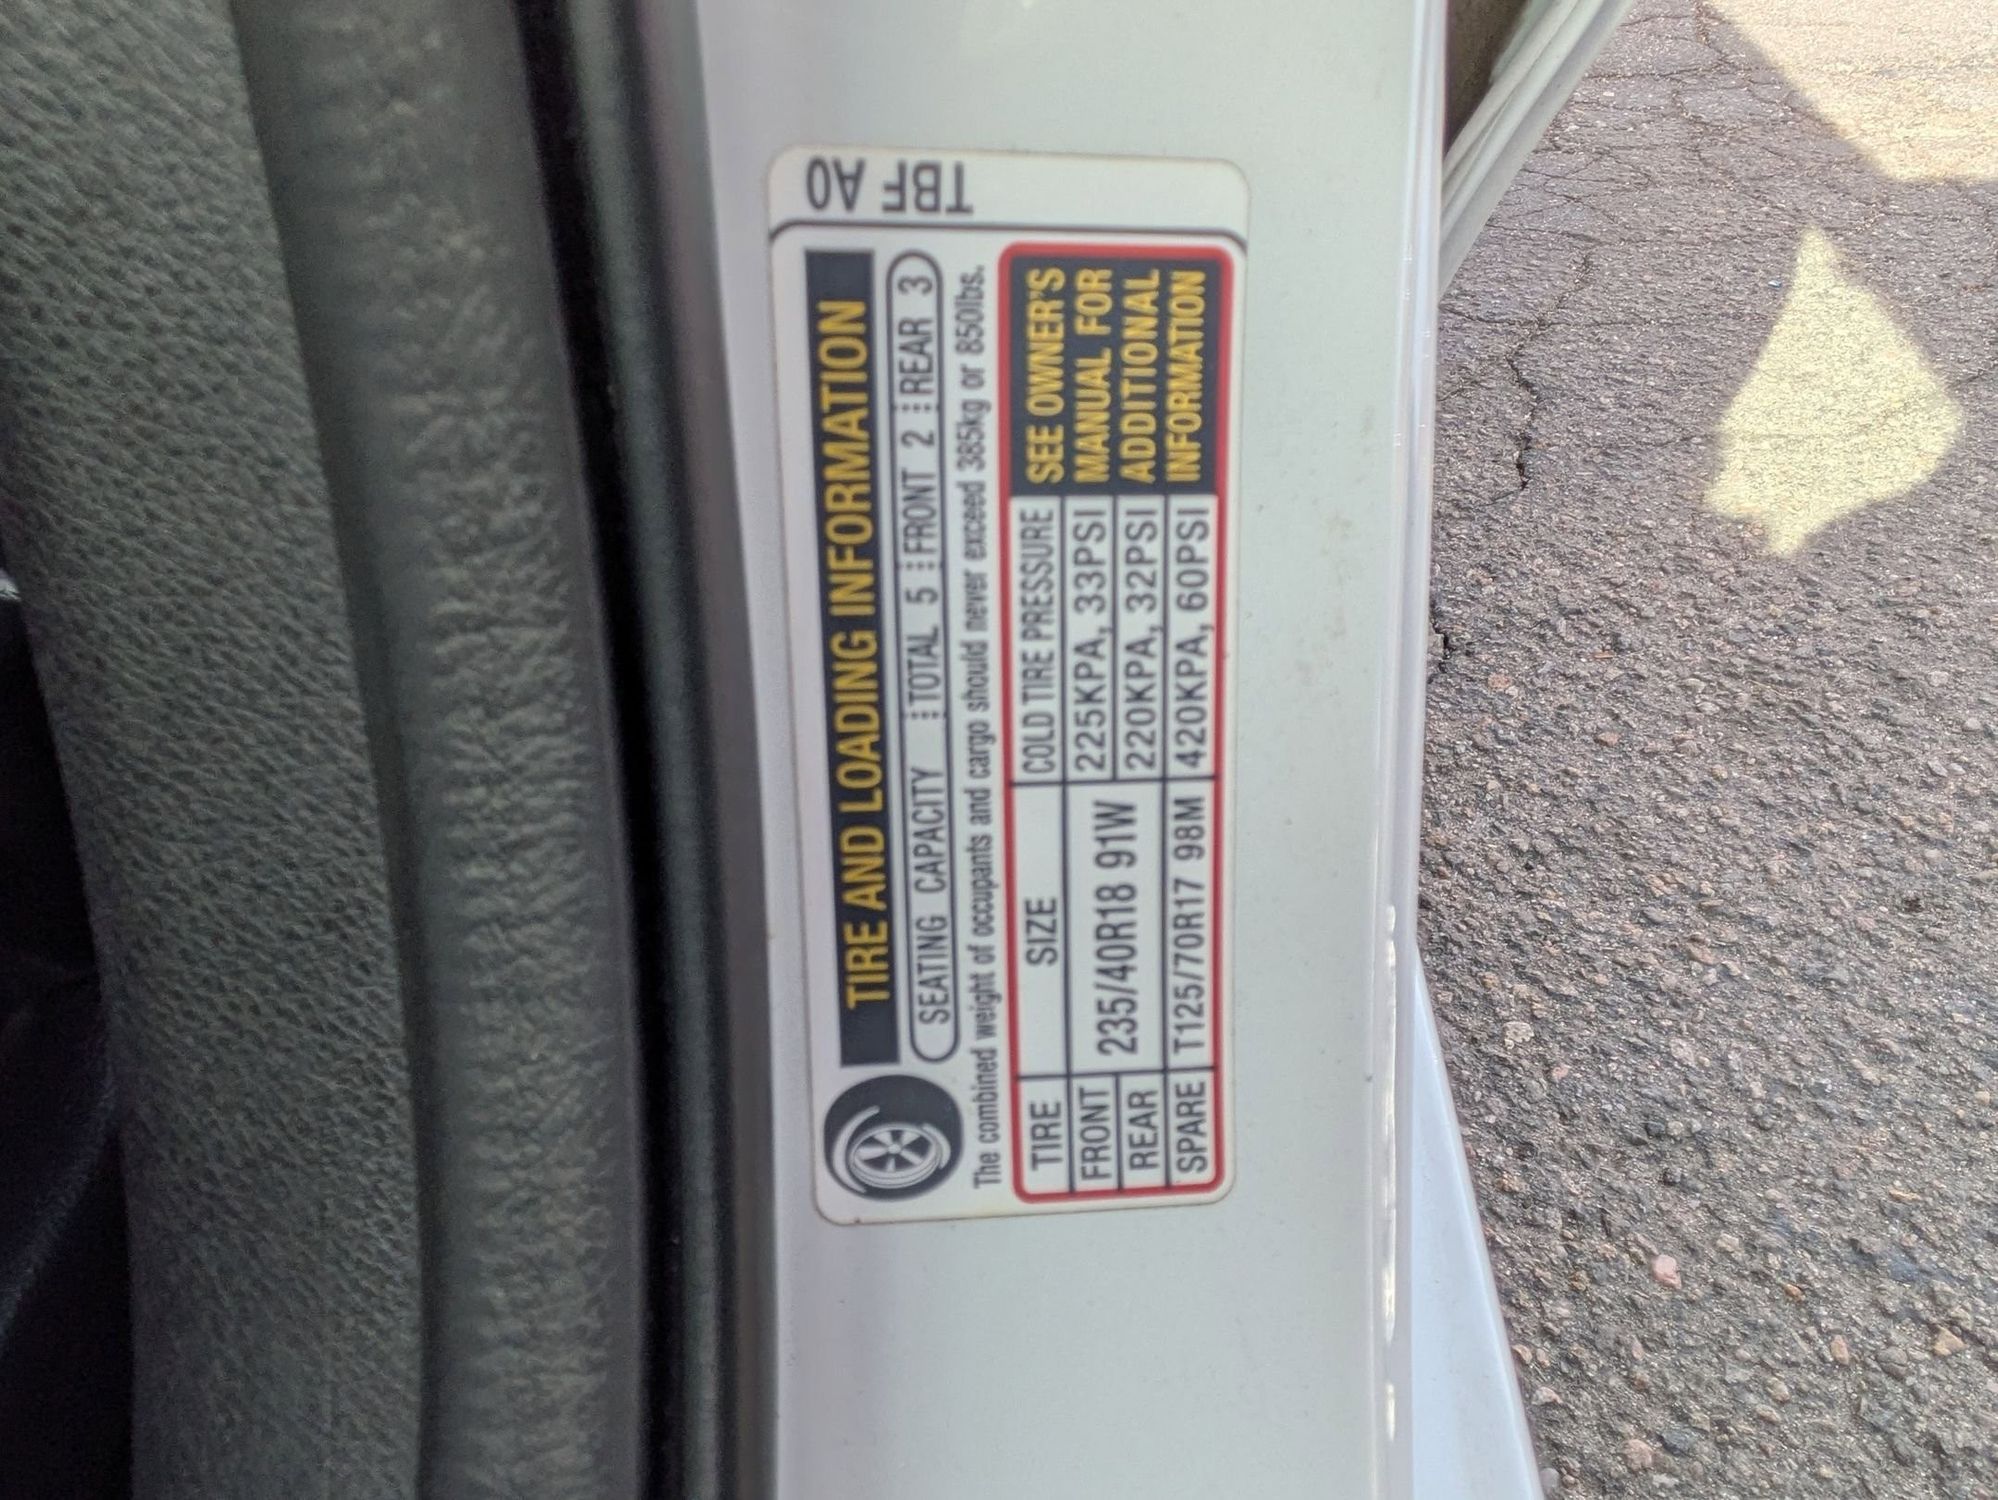 TIRE AND LOADING INFORMATION
SEATING CAPACITY TOTAL 5 FRONT 2 REAR 3
The combined weight of occupants and cargo should never exceed 385kg or 850lbs.
TIRE SIZE COLD TIRE PRESSURE
FRONT 235/40R18 91W 225KPA, 33PSI
REAR 220KPA, 32PSI
SPARE T125/70R17 98M 420KPA, 60PSI
SEE OWNER'S
MANUAL FOR
ADDITIONAL
INFORMATION
TBF A0